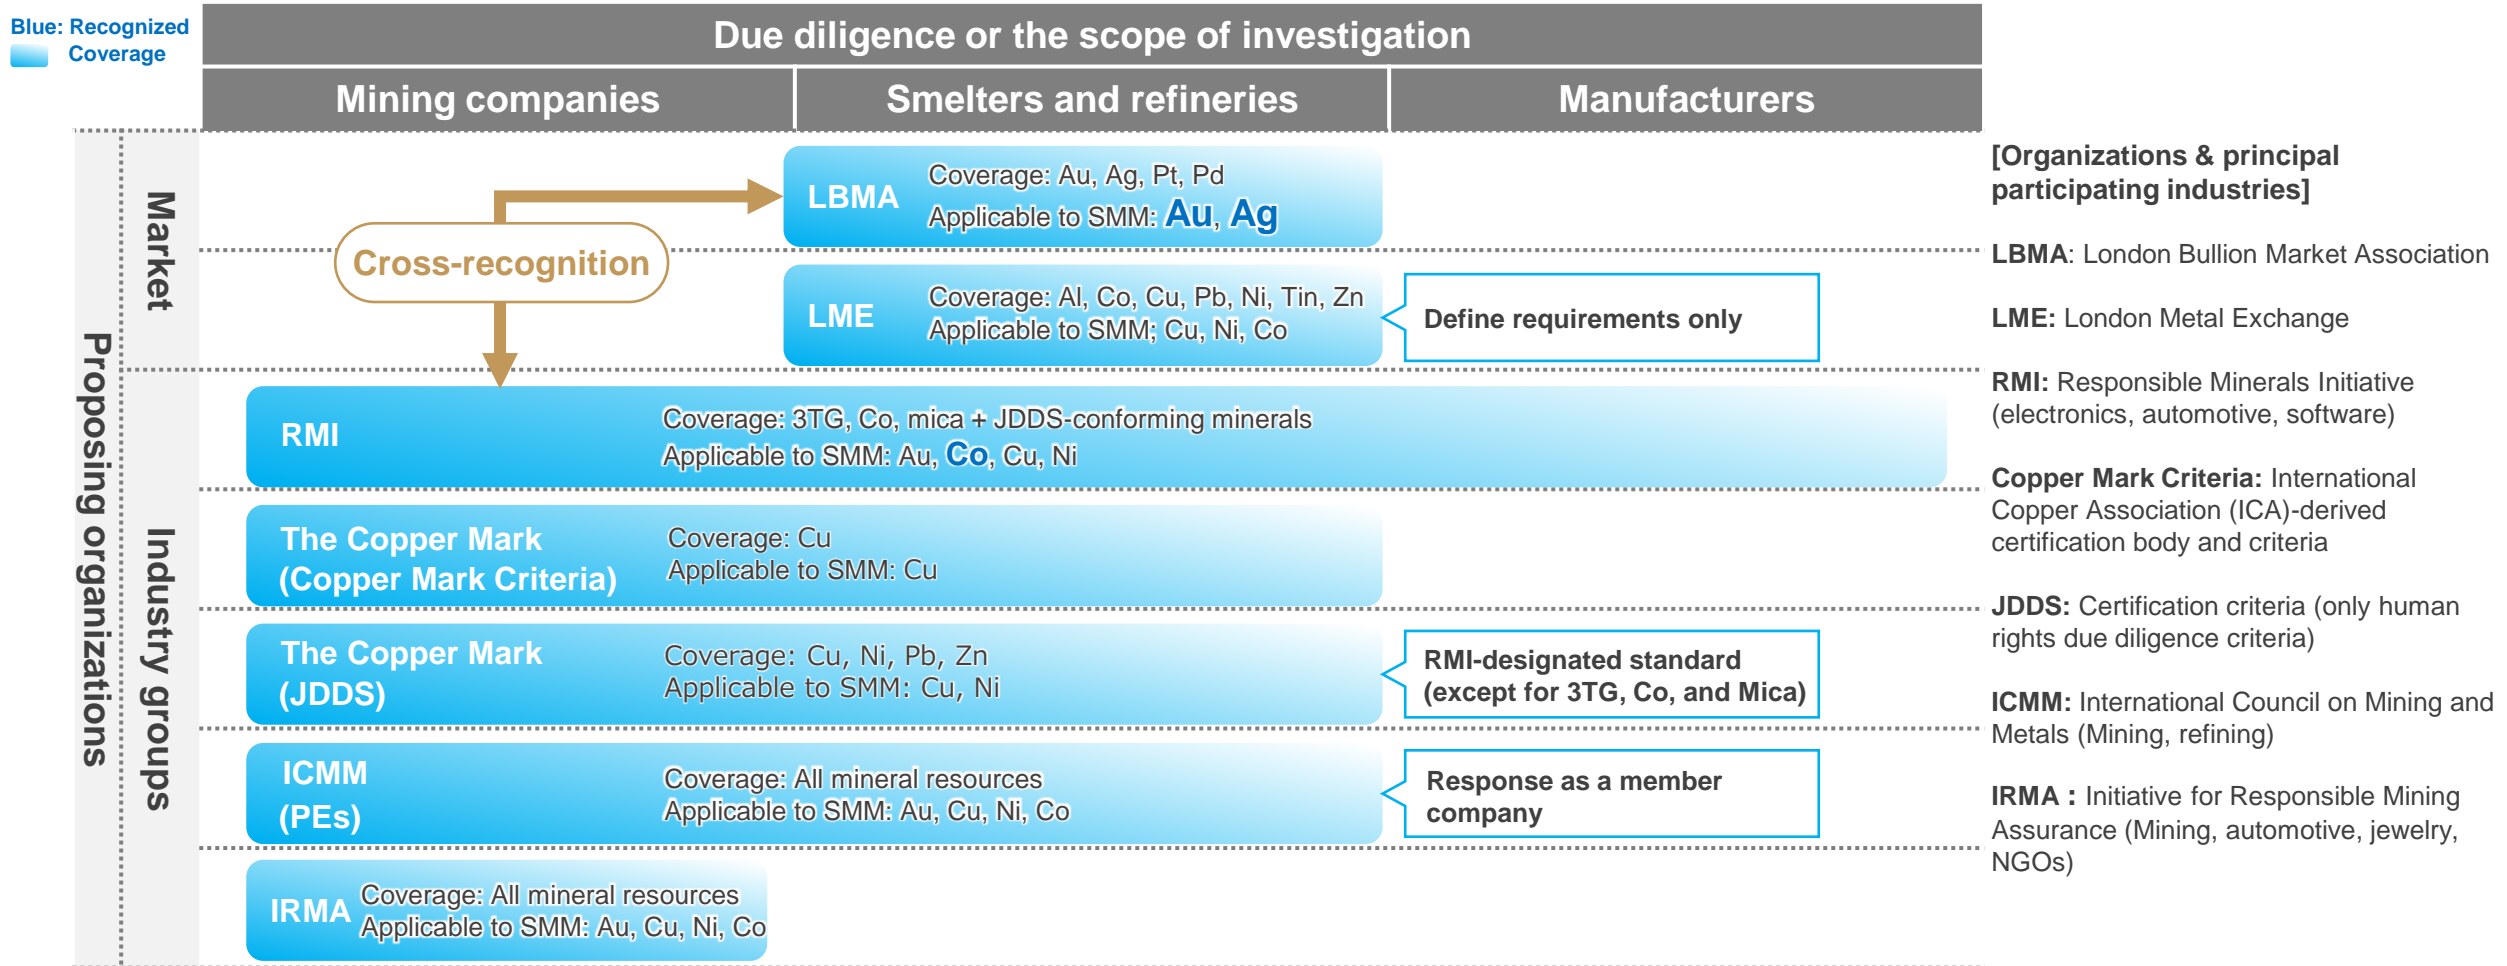 Blue: Recognized
Coverage
Due diligence or the scope of investigation
Mining companies
Smelters and refineries
Manufacturers
Proposing organizations
Market
Industry groups
Cross-recognition
LBMA
Coverage: Au, Ag, Pt, Pd
Applicable to SMM: Au, Ag
LME
Coverage: Al, Co, Cu, Pb, Ni, Tin, Zn
Applicable to SMM; Cu, Ni, Co
Define requirements only
RMI
Coverage: 3TG, Co, mica + JDDS-conforming minerals
Applicable to SMM: Au, Co, Cu, Ni
The Copper Mark
(Copper Mark Criteria)
Coverage: Cu
Applicable to SMM: Cu
The Copper Mark
(JDDS)
Coverage: Cu, Ni, Pb, Zn
Applicable to SMM: Cu, Ni
RMI-designated standard
(except for 3TG, Co, and Mica)
ICMM
(PEs)
Coverage: All mineral resources
Applicable to SMM: Au, Cu, Ni, Co
Response as a member
company
IRMA
Coverage: All mineral resources
Applicable to SMM: Au, Cu, Ni, Co
[Organizations & principal
participating industries]
LBMA: London Bullion Market Association
LME: London Metal Exchange
RMI: Responsible Minerals Initiative
(electronics, automotive, software)
Copper Mark Criteria: International
Copper Association (ICA)-derived
certification body and criteria
JDDS: Certification criteria (only human
rights due diligence criteria)
ICMM: International Council on Mining and
Metals (Mining, refining)
IRMA : Initiative for Responsible Mining
Assurance (Mining, automotive, jewelry,
NGOs)